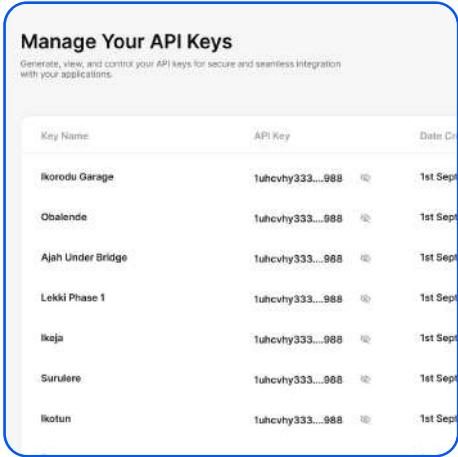 Manage Your API Keys
Generate, view, and control your API keys for secure and seamless integration
with your applications.
Key Name API Key Date Cr
Ikorodu Garage 1uhcvhy333....988 1st Sept
Obalende 1uhcvhy333....988 1st Sept
Ajah Under Bridge 1uhcvhy333....988 1st Sept
Lekki Phase 1 1uhcvhy333....988 1st Sept
Ikeja 1uhcvhy333....988 1st Sept
Surulere 1uhcvhy333....988 1st Sept
Ikotun 1uhcvhy333....988 1st Sept